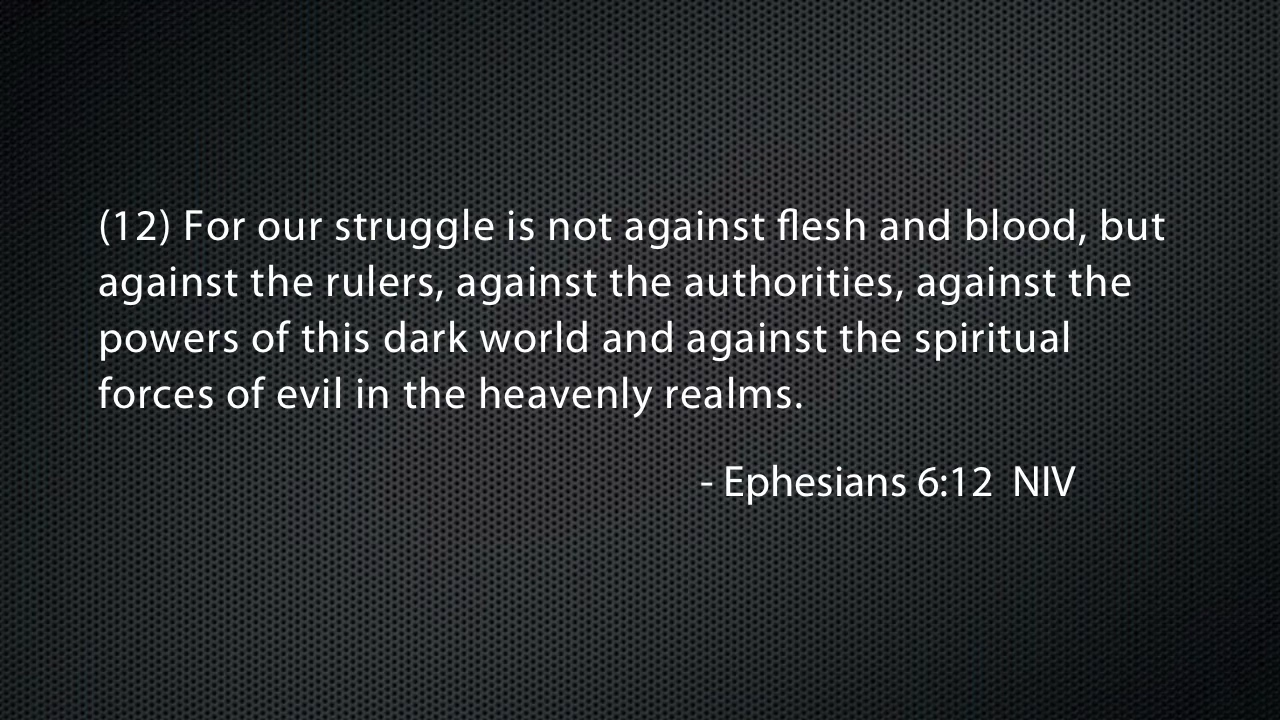 (12) For our struggle is not against flesh and blood, but
against the rulers, against the authorities, against the
powers of this dark world and against the spiritual
forces of evil in the heavenly realms.
- Ephesians 6:12  NIV